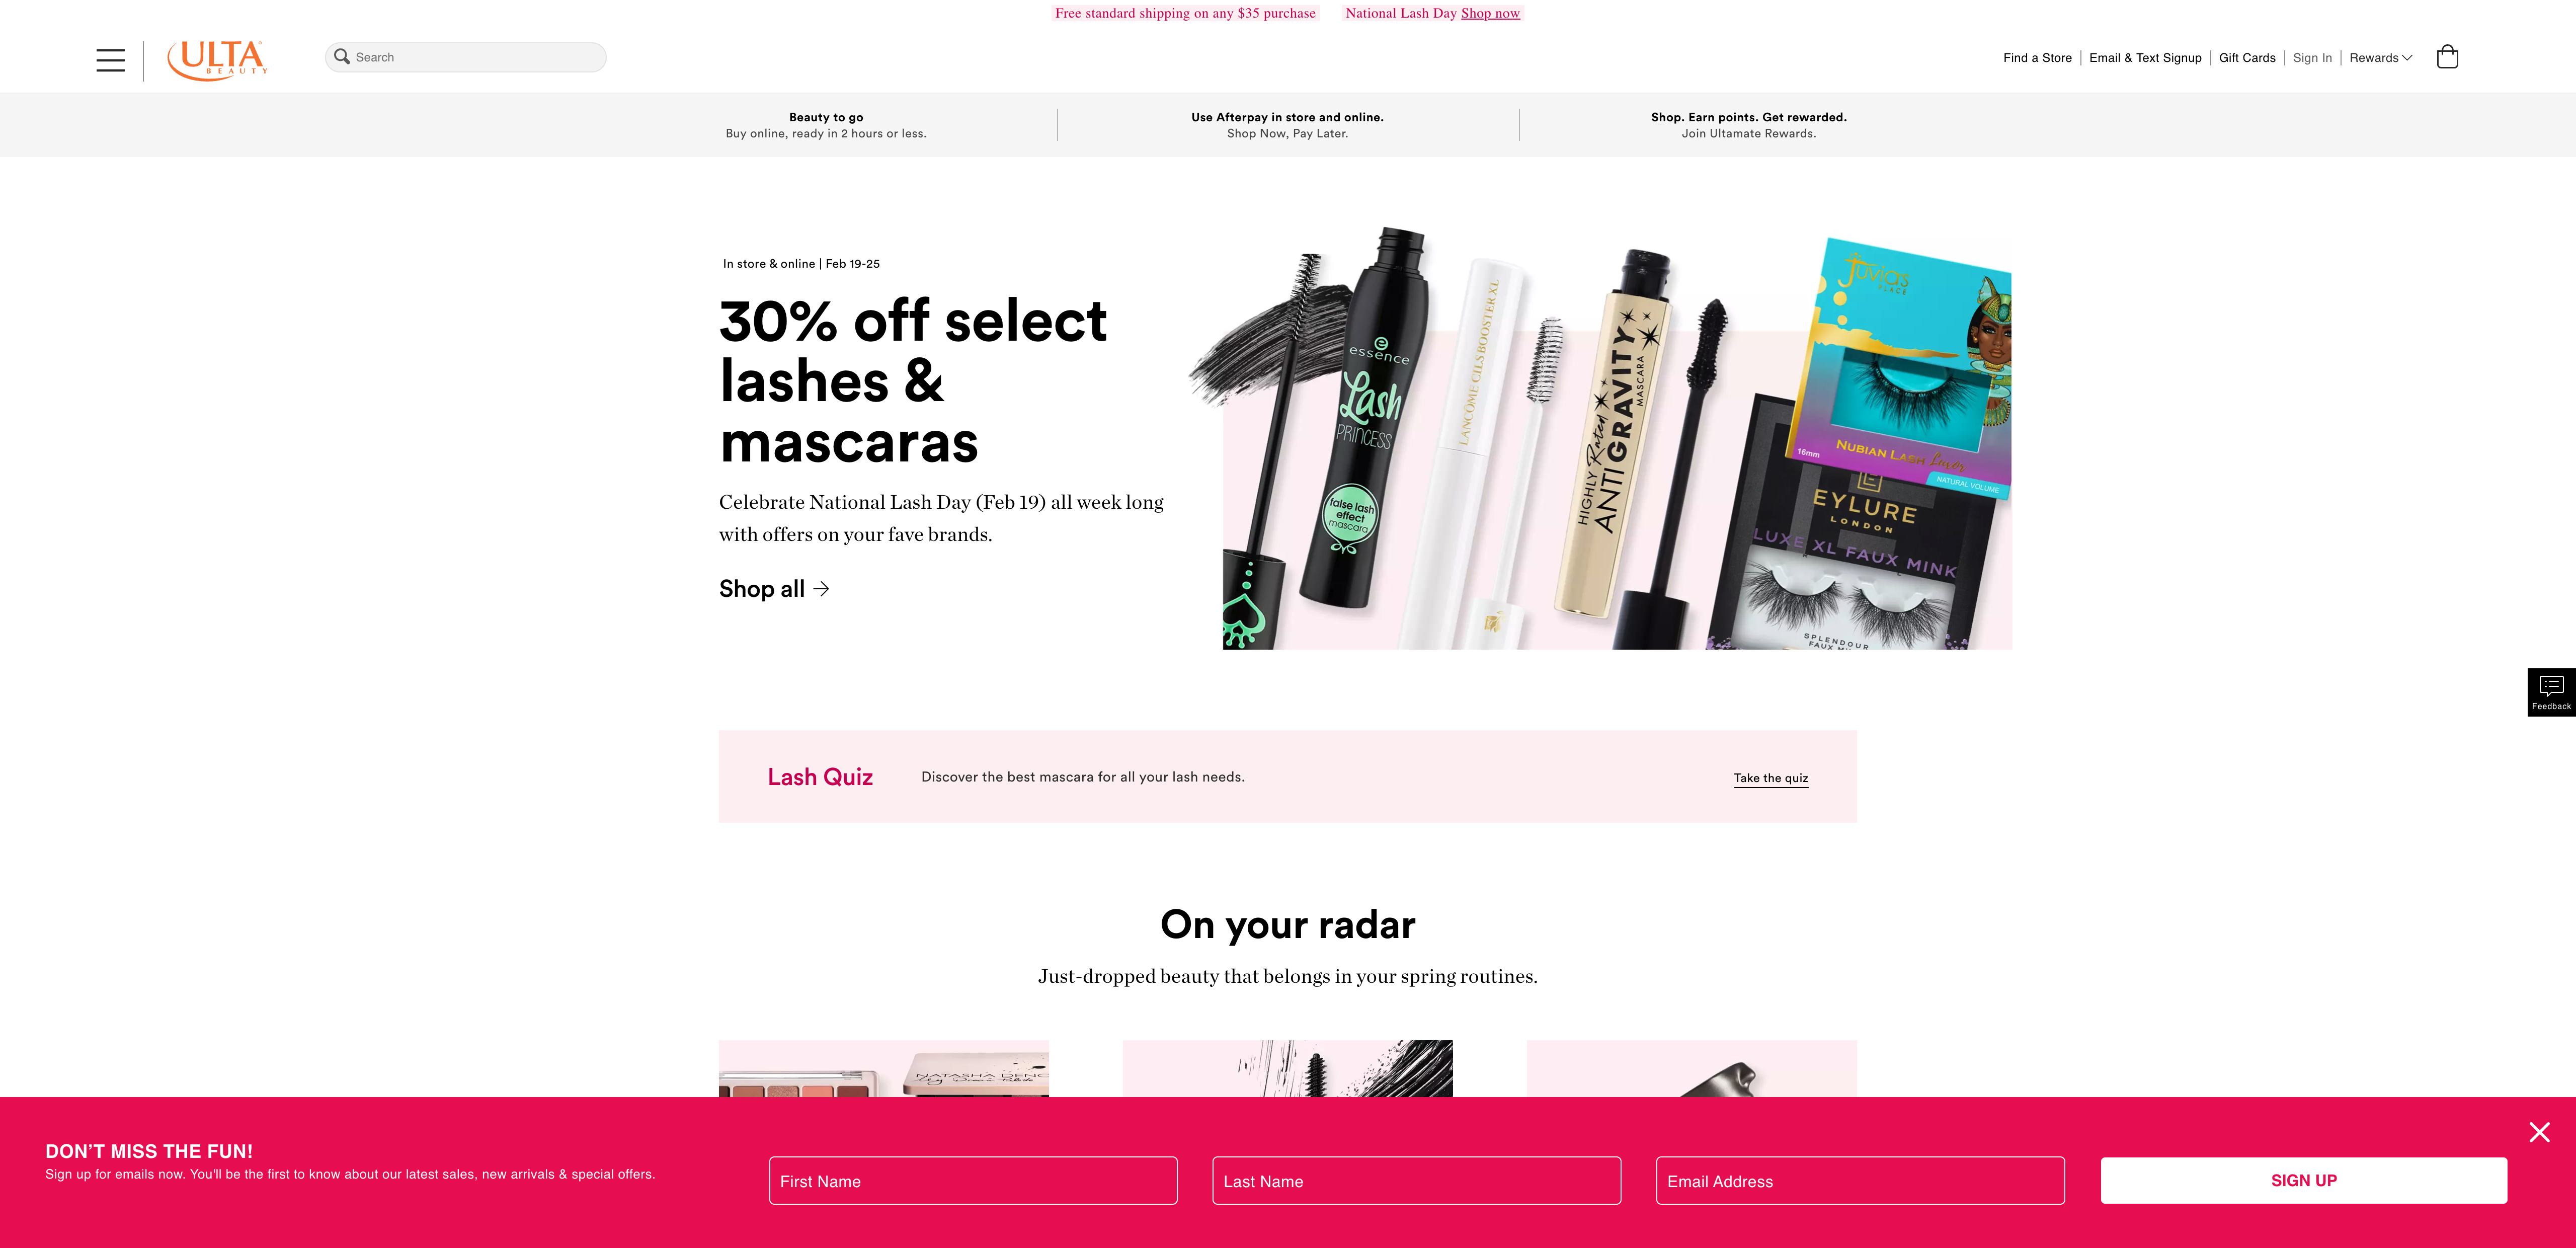 Free standard shipping on any $35 purchase
National Lash Day Shop now
ULTA
BEAUTY
Search
Find a Store
Email & Text Signup
Gift Cards
Sign In
Rewards
Beauty to go
Buy online, ready in 2 hours or less.
Use Afterpay in store and online.
Shop Now, Pay Later.
Shop. Earn points. Get rewarded.
Join Ultamate Rewards.
In store & online | Feb 19-25
30% off select
lashes &
mascaras
Celebrate National Lash Day (Feb 19) all week long
with offers on your fave brands.
Shop all
essence
Lash
PRINCESS
false lash
effect
mascara
LANCOME CILS BOOSTER XL
HIGHLY Rated
ANTIGRAVITY
MASCARA
Juvia's
PLACE
16mm
NUBIAN Lash Layer
NATURAL VOLUME
EYLURE
LONDON
LUXE XL FAUX MINK
SPLENDOUR
Feedback
Lash Quiz
Discover the best mascara for all your lash needs.
Take the quiz
On your radar
Just-dropped beauty that belongs in your spring routines.
NATASHA DENO
DON'T MISS THE FUN!
Sign up for emails now. You'll be the first to know about our latest sales, new arrivals & special offers.
First Name
Last Name
Email Address
SIGN UP